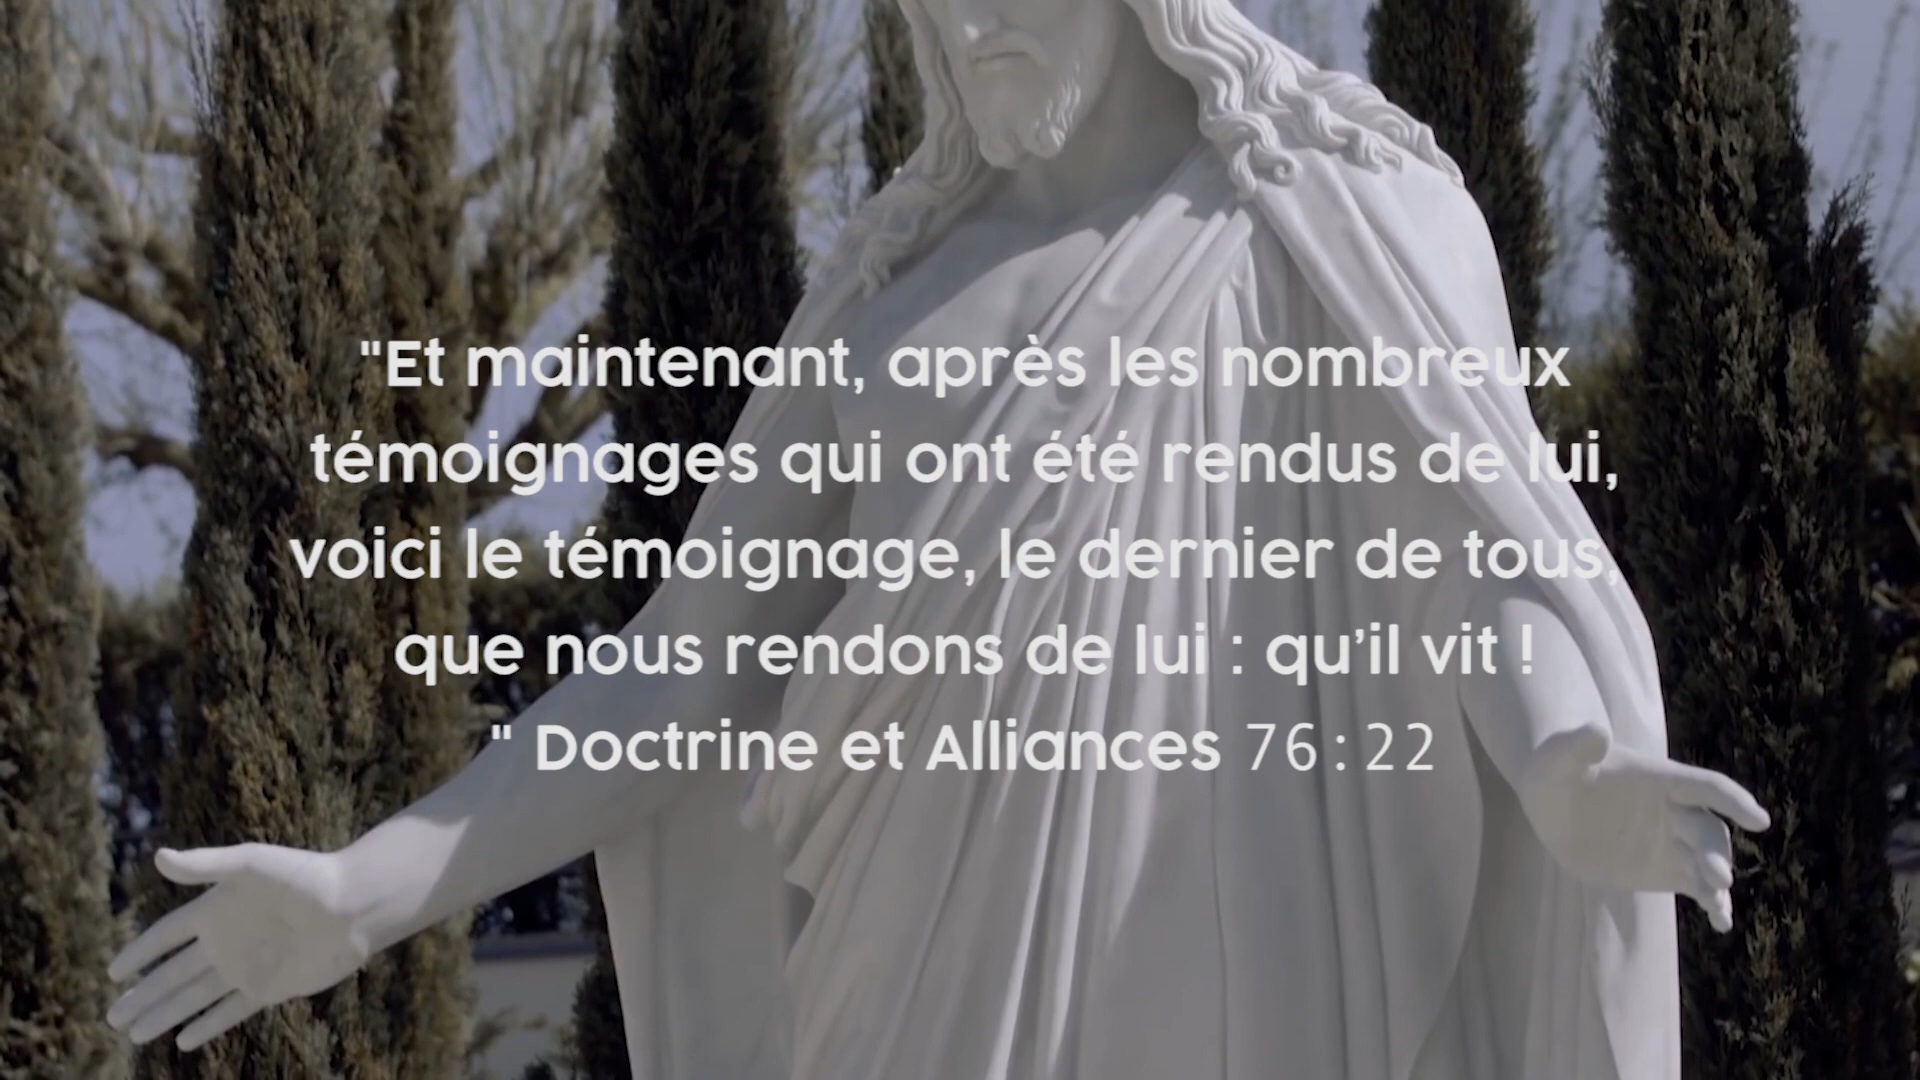 "Et maintenant, après les nombreux
témoignages qui ont été rendus de lui,
voici le témoignage, le dernier de tous,
que nous rendons de lui : qu’il vit !
" Doctrine et Alliances 76:22